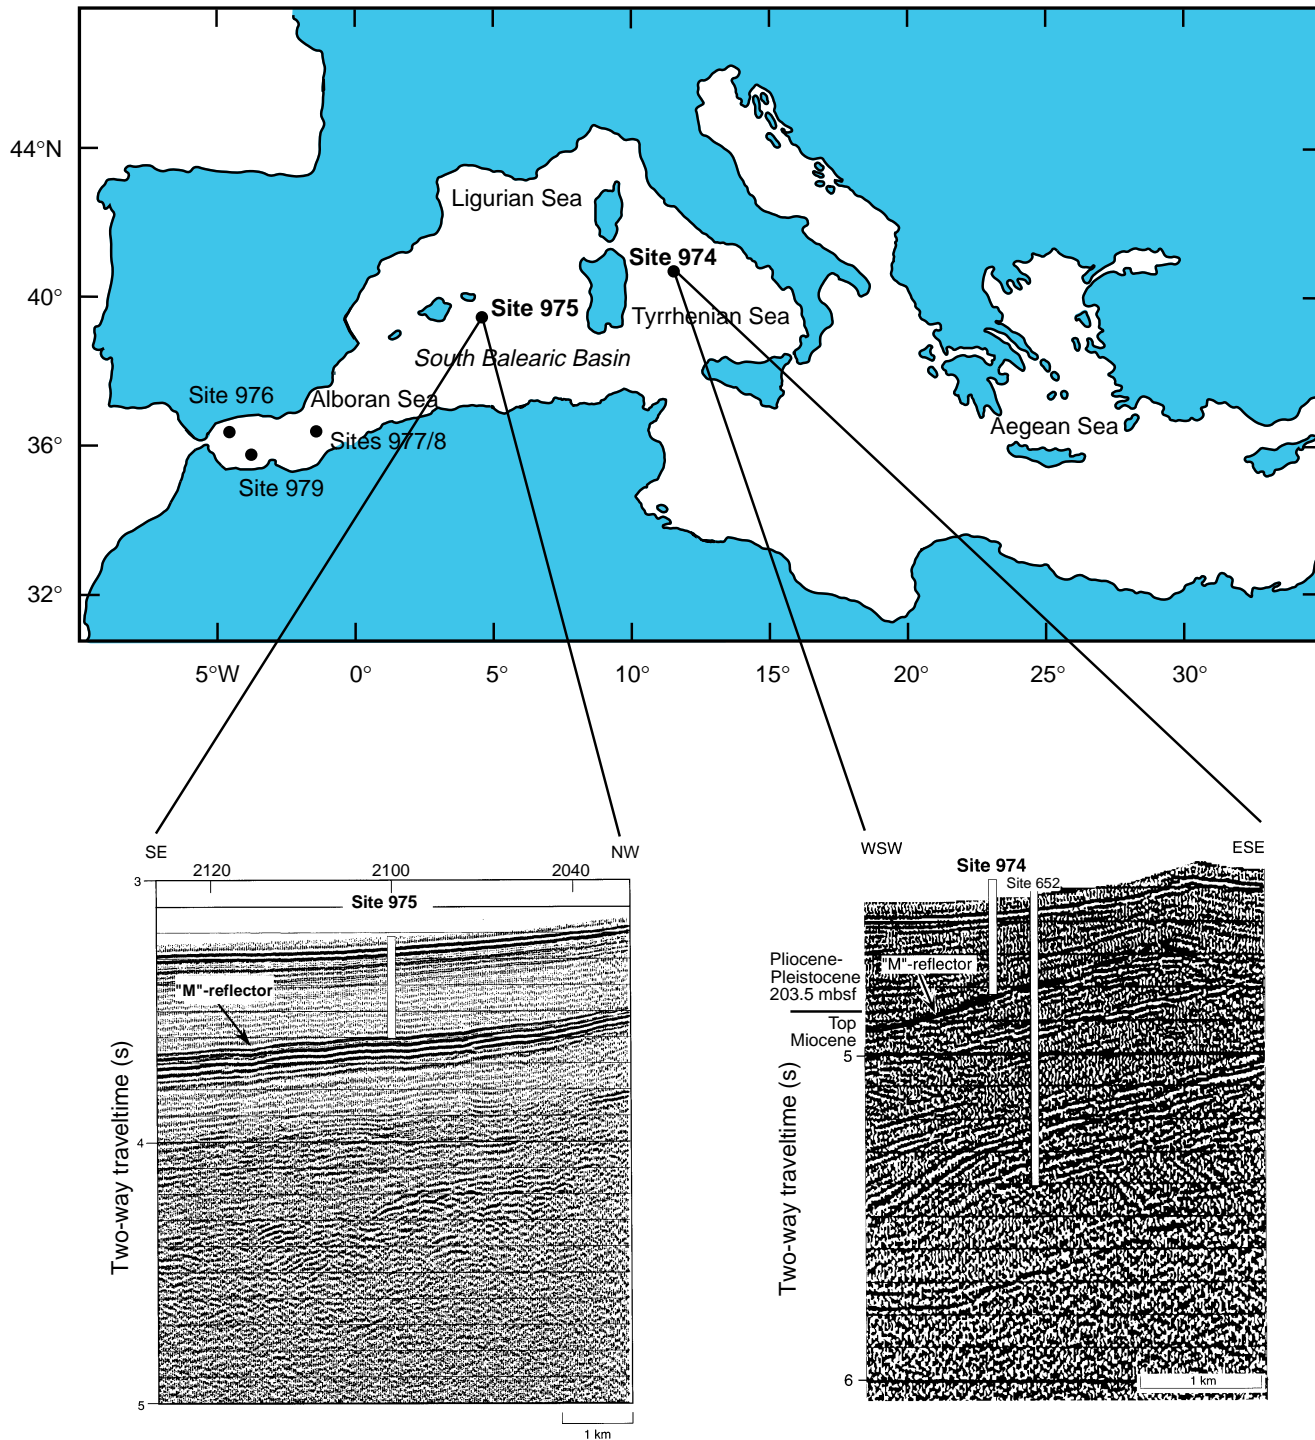 44°N
Ligurian Sea
Site 974
40°
Site 975
Tyrrhenian Sea
South Balearic Basin
Site 976
Alboran Sea
Aegean Sea
36°
Sites 977/8
Site 979
32°
5°W
0°
5°
10°
15°
20°
25°
30°
SE
NW
2120
2100
2040
3
Site 975
"M"-reflector
Two-way traveltime (s)
4
5
1 km
WSW
ESE
Site 974
Site 652
Pliocene-
Pleistocene
203.5 mbsf
"M"-reflector
Top
Miocene
5
Two-way traveltime (s)
6
1 km